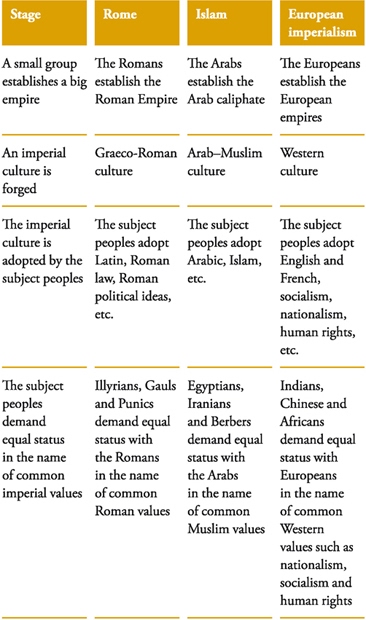 Stage
Rome
Islam
European
imperialism
A small group
establishes a big
empire
The Romans
establish the
Roman Empire
The Arabs
establish the
Arab caliphate
The Europeans
establish the
European
empires
An imperial
culture is
forged
Graeco-Roman
culture
Arab–Muslim
culture
Western
culture
The imperial
culture is
adopted by the
subject peoples
The subject
peoples adopt
Latin, Roman
law, Roman
political ideas,
etc.
The subject
peoples adopt
Arabic, Islam,
etc.
The subject
peoples adopt
English and
French,
socialism,
nationalism,
human rights,
etc.
The subject
peoples
demand
equal status
in the name
of common
imperial values
Illyrians, Gauls
and Punics
demand equal
status with
the Romans
in the name
of common
Roman values
Egyptians,
Iranians
and Berbers
demand equal
status with
the Arabs
in the name
of common
Muslim values
Indians,
Chinese and
Africans
demand equal
status with
Europeans
in the name
of common
Western
values such as
nationalism,
socialism and
human rights